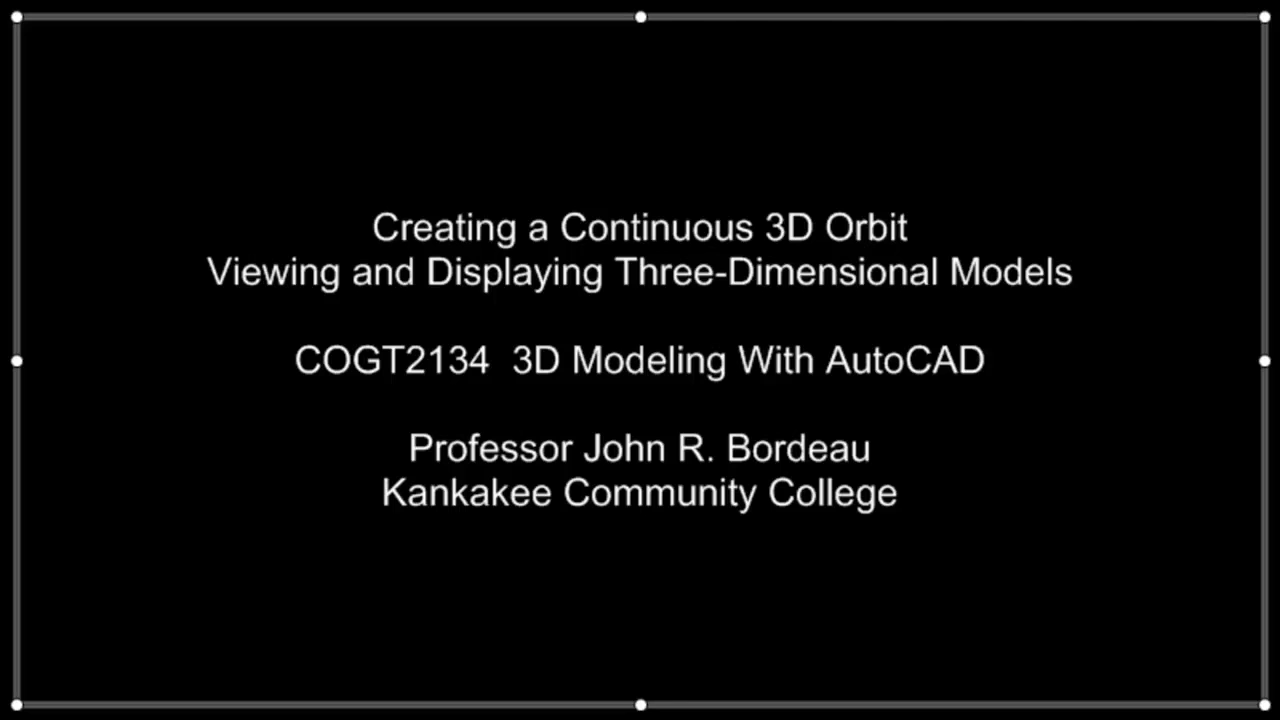 Creating a Continuous 3D Orbit
Viewing and Displaying Three-Dimensional Models
COGT2134  3D Modeling With AutoCAD
Professor John R. Bordeau
Kankakee Community College